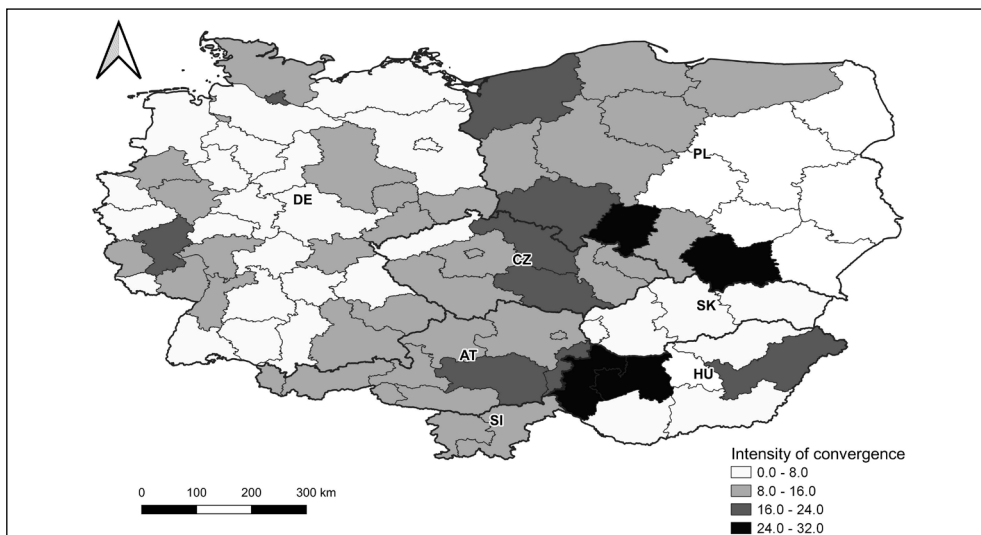 PL
DE
CZ
SK
AT
HU
SI
Intensity of convergence
0.0 - 8.0
8.0 - 16.0
16.0 - 24.0
24.0 - 32.0
0 100 200 300 km